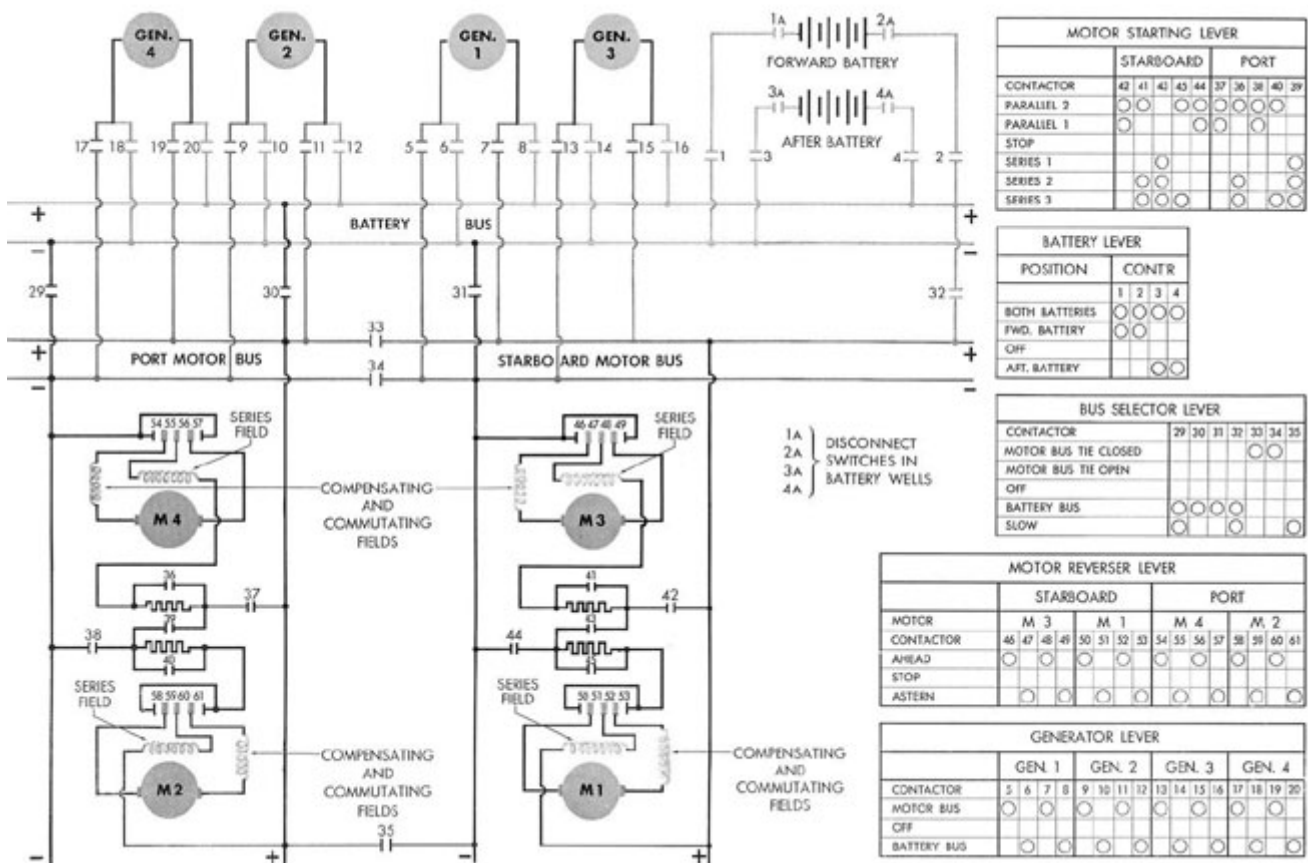 GEN. 4
GEN. 2
GEN. 1
GEN. 3
1A 2A
FORWARD BATTERY
3A 4A
AFTER BATTERY
17 18 19 20 9 10 11 12 5 6 7 8 13 14 15 16 1 3 4 2
+ BATTERY BUS +
- -
29 30 31 32
33
+ PORT MOTOR BUS STARBOARD MOTOR BUS +
34
- -
54 55 56 57
SERIES
FIELD
46 47 48 49
SERIES
FIELD
1A
2A
3A
4A
DISCONNECT
SWITCHES IN
BATTERY WELLS
M 4
COMPENSATING
AND
COMMUTATING
FIELDS
M 3
36
37
39
38
40
41
42
43
44
45
SERIES
FIELD
58 59 60 61
SERIES
FIELD
50 51 52 53
M 2
COMPENSATING
AND
COMMUTATING
FIELDS
M 1
COMPENSATING
AND
COMMUTATING
FIELDS
35
- + - +
MOTOR STARTING LEVER
STARBOARD PORT
CONTACTOR 42 41 43 45 44 37 36 38 40 39
PARALLEL 2
PARALLEL 1
STOP
SERIES 1
SERIES 2
SERIES 3
BATTERY LEVER
POSITION CONT'R
1 2 3 4
BOTH BATTERIES
FWD. BATTERY
OFF
AFT. BATTERY
BUS SELECTOR LEVER
CONTACTOR 29 30 31 32 33 34 35
MOTOR BUS TIE CLOSED
MOTOR BUS TIE OPEN
OFF
BATTERY BUS
SLOW
MOTOR REVERSER LEVER
STARBOARD PORT
MOTOR M 3 M 1 M 4 M 2
CONTACTOR 46 47 48 49 50 51 52 53 54 55 56 57 58 59 60 61
AHEAD
STOP
ASTERN
GENERATOR LEVER
GEN. 1 GEN. 2 GEN. 3 GEN. 4
CONTACTOR 5 6 7 8 9 10 11 12 13 14 15 16 17 18 19 20
MOTOR BUS
OFF
BATTERY BUS